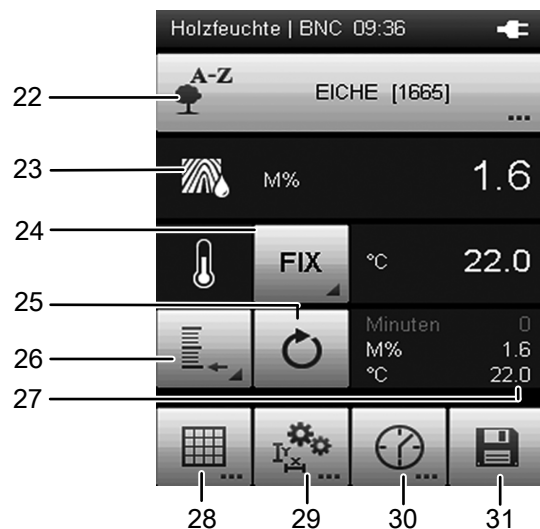 Holzfeuchte | BNC 09:36
22
A-Z
EICHE [1665]
...
23
M% 1.6
24
FIX
°C 22.0
25
26
Minuten 0
M% 1.6
°C 22.0
27
... ... ...
28 29 30 31